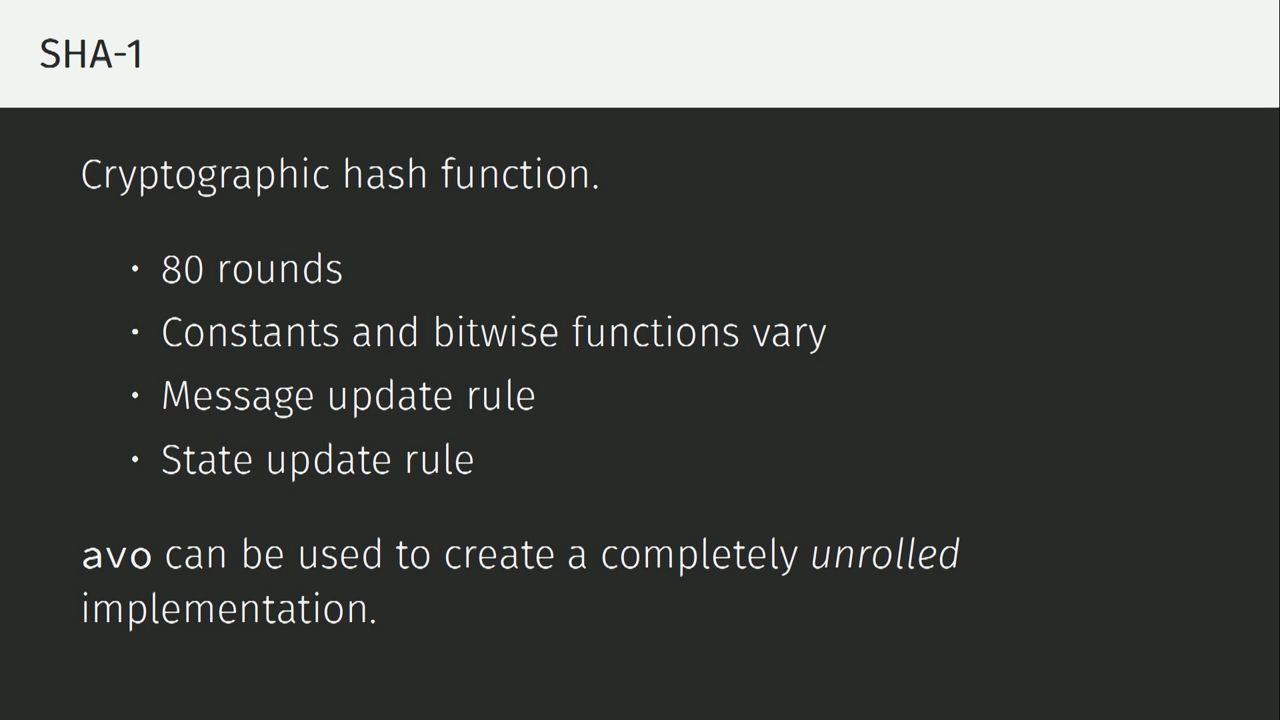 SHA-1
Cryptographic hash function.
• 80 rounds
• Constants and bitwise functions vary
• Message update rule
• State update rule
avo can be used to create a completely unrolled
implementation.